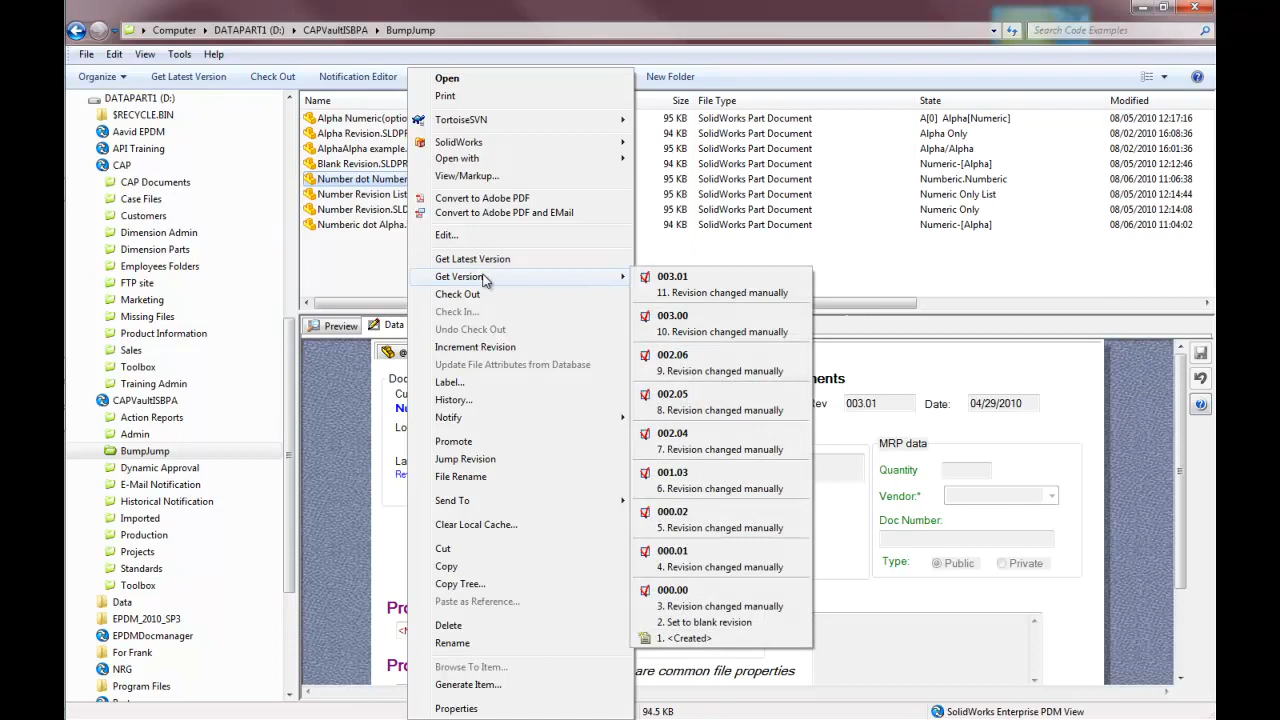 Computer DATAPART1 (D:) CAPVaultISBPA BumpJump Search Code Examples
File Edit View Tools Help
Organize Get Latest Version Check Out Notification Editor New Folder
DATAPART1 (D:)
$RECYCLE.BIN
Aavid EPDM
API Training
CAP
CAP Documents
Case Files
Customers
Dimension Admin
Dimension Parts
Employees Folders
FTP site
Marketing
Missing Files
Product Information
Sales
Toolbox
Training Admin
CAPVaultISBPA
Action Reports
Admin
BumpJump
Dynamic Approval
E-Mail Notification
Historical Notification
Imported
Production
Projects
Standards
Toolbox
Data
EPDM_2010_SP3
EPDMDocmanager
For Frank
NRG
Program Files
Name Size File Type State Modified
Alpha Numeric(optio 95 KB SolidWorks Part Document A[0] Alpha[Numeric] 08/05/2010 12:17:16
Alpha Revision.SLDP 94 KB SolidWorks Part Document Alpha Only 08/02/2010 16:08:36
AlphaAlpha example. 95 KB SolidWorks Part Document Alpha/Alpha 08/02/2010 16:01:36
Blank Revision.SLDPR 95 KB SolidWorks Part Document Numeric-[Alpha] 08/05/2010 12:12:46
Number dot Number 95 KB SolidWorks Part Document Numberic.Numeric 08/05/2010 11:06:38
Number Revision List 95 KB SolidWorks Part Document Numeric Only List 08/05/2010 12:14:44
Number Revision.SLD 95 KB SolidWorks Part Document Numeric Only 08/05/2010 12:14:08
Numberic dot Alpha. 94 KB SolidWorks Part Document Numeric-[Alpha] 08/05/2010 12:13:38
Open
Print
TortoiseSVN
SolidWorks
Open with
View/Markup...
Convert to Adobe PDF
Convert to Adobe PDF and EMail
Edit...
Get Latest Version
Get Version
Check Out
Check In...
Undo Check Out
Increment Revision
Update File Attributes from Database
Label...
History...
Notify
Promote
Jump Revision
File Rename
Send To
Clear Local Cache...
Cut
Copy
Copy Tree...
Paste as Reference...
Delete
Rename
Browse To Item...
Generate Item...
Properties
003.01
11. Revision changed manually
003.00
10. Revision changed manually
002.06
9. Revision changed manually
002.05
8. Revision changed manually
002.04
7. Revision changed manually
001.03
6. Revision changed manually
000.02
5. Revision changed manually
000.01
4. Revision changed manually
000.00
3. Revision changed manually
2. Set to blank revision
1. <Created>
Preview Data
@
Doc
Cu
Nu
Lo
La
Re
ments
Rev 003.01 Date: 04/29/2010
MRP data
Quantity
Vendor:*
Doc Number:
Type: Public Private
Pro
Pro
are common file properties
94.5 KB SolidWorks Enterprise PDM View